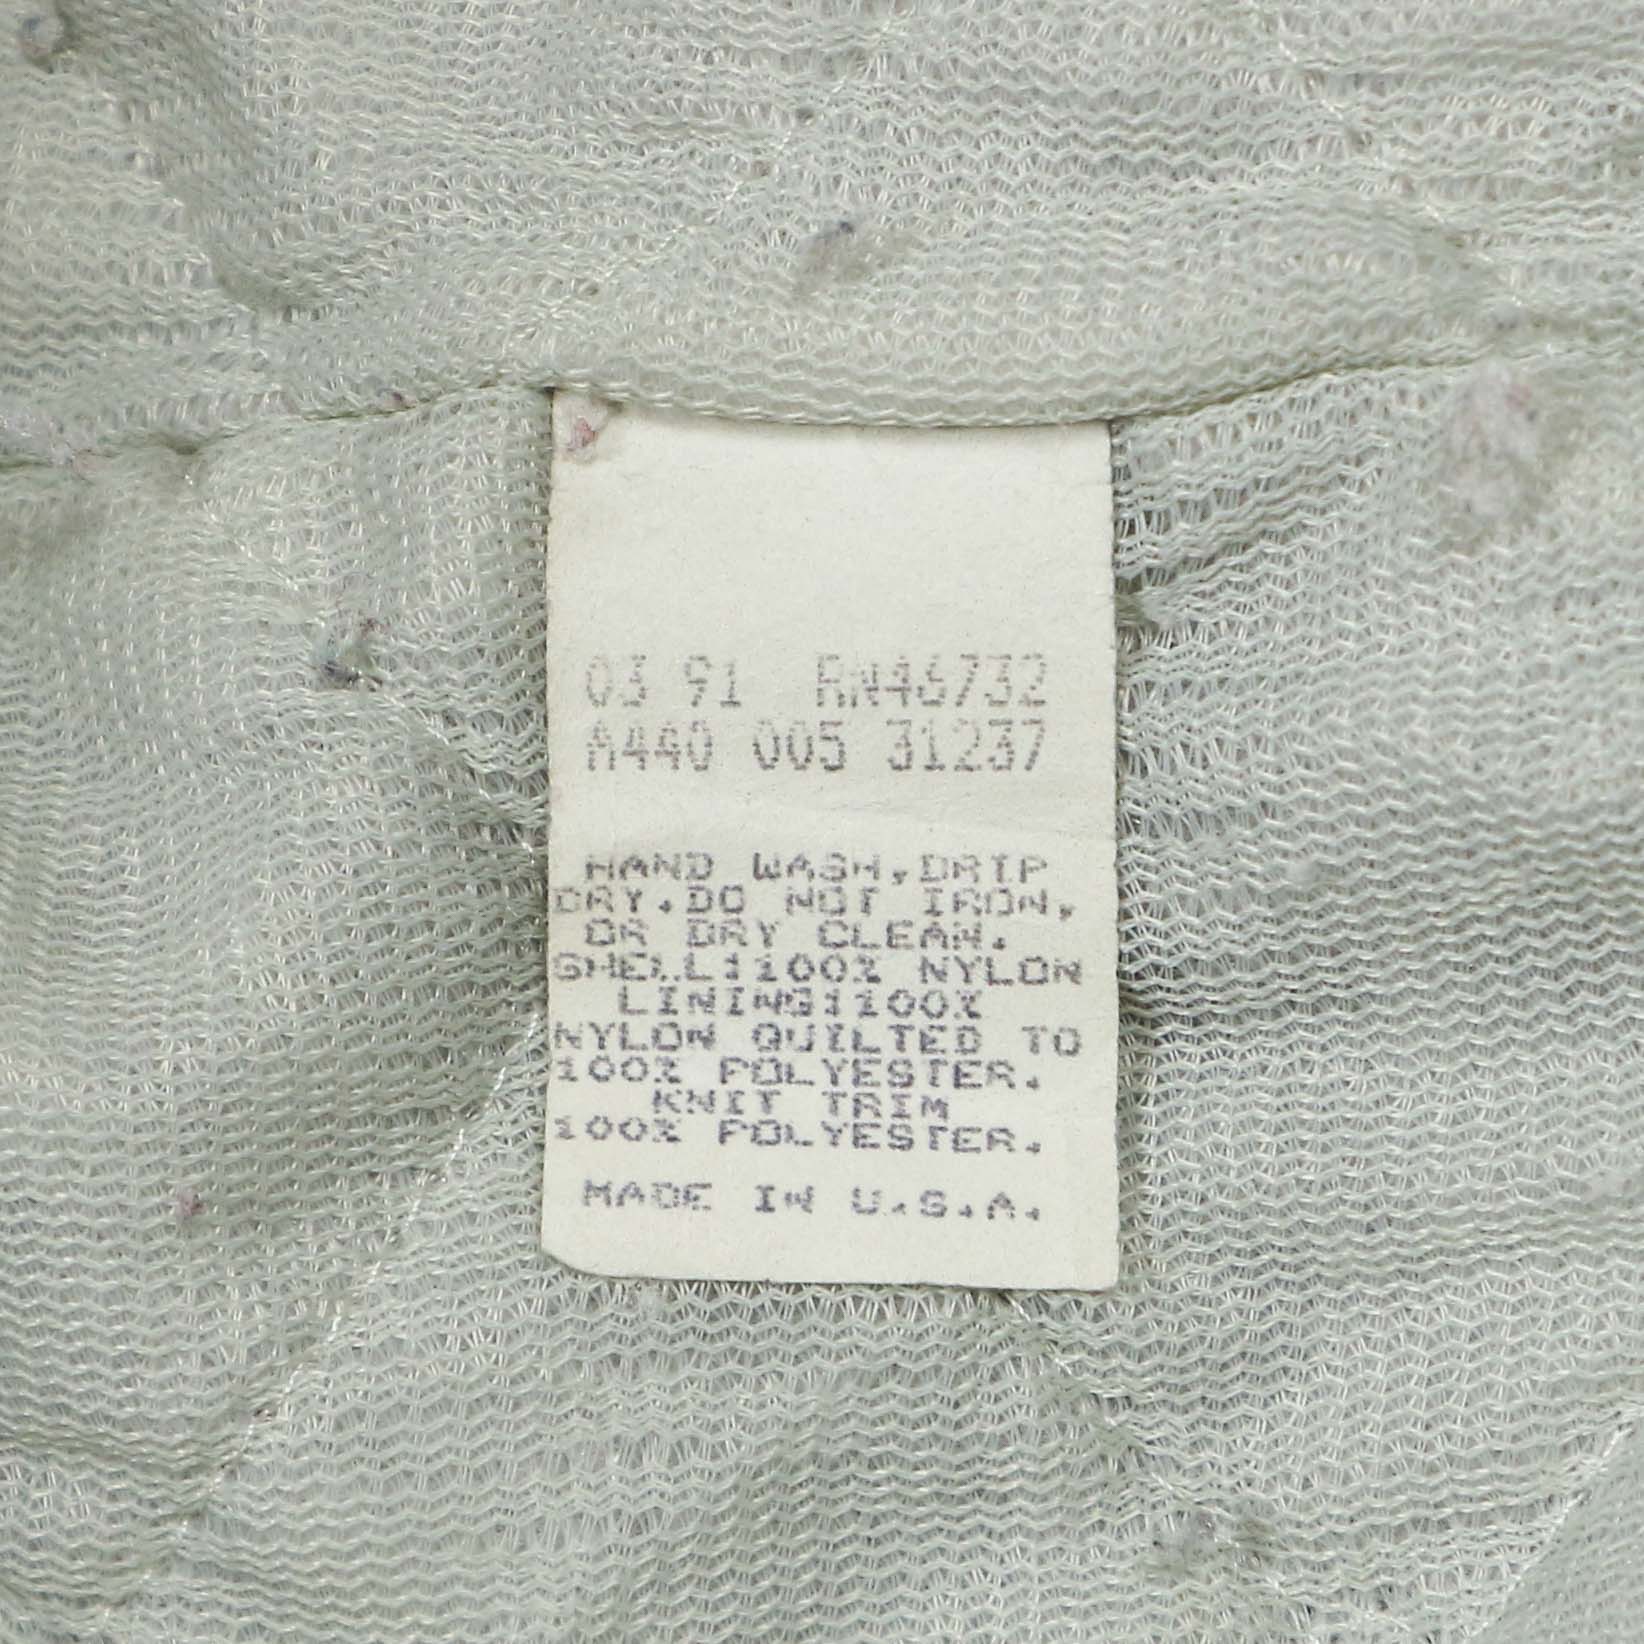 03 91 RN46732
A440 005 31237
HAND WASH, DRIP
DRY. DO NOT IRON,
OR DRY CLEAN.
SHELL:100% NYLON
LINING:100%
NYLON QUILTED TO
100% POLYESTER.
KNIT TRIM
100% POLYESTER.
MADE IN U.S.A.